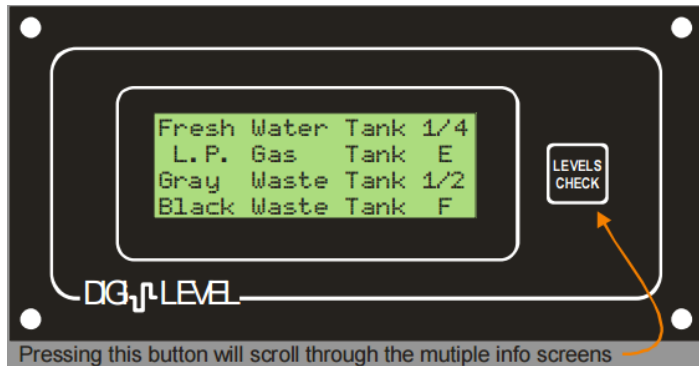 Fresh Water Tank 1/4
L.P. Gas Tank E
Gray Waste Tank 1/2
Black Waste Tank F
LEVELS
CHECK
DIGI LEVEL
Pressing this button will scroll through the mutiple info screens